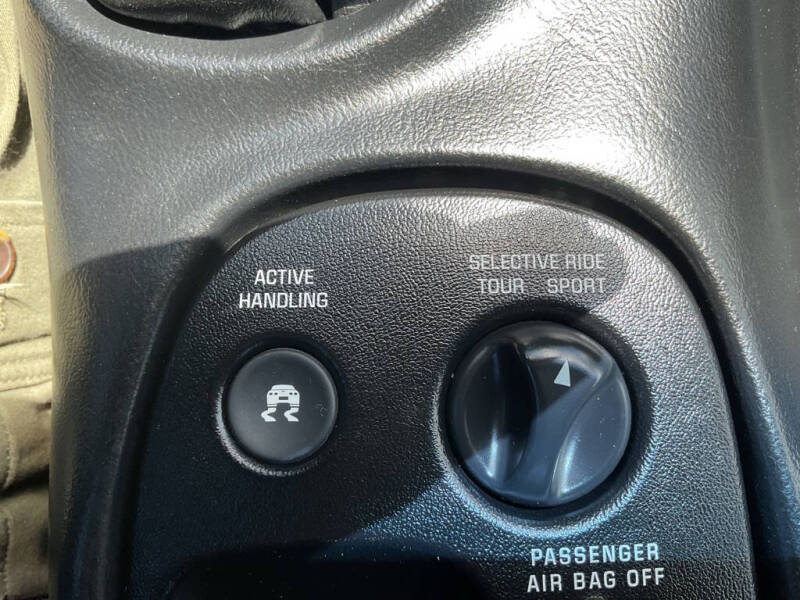 ACTIVE
HANDLING
SELECTIVE RIDE
TOUR SPORT
PASSENGER
AIR BAG OFF